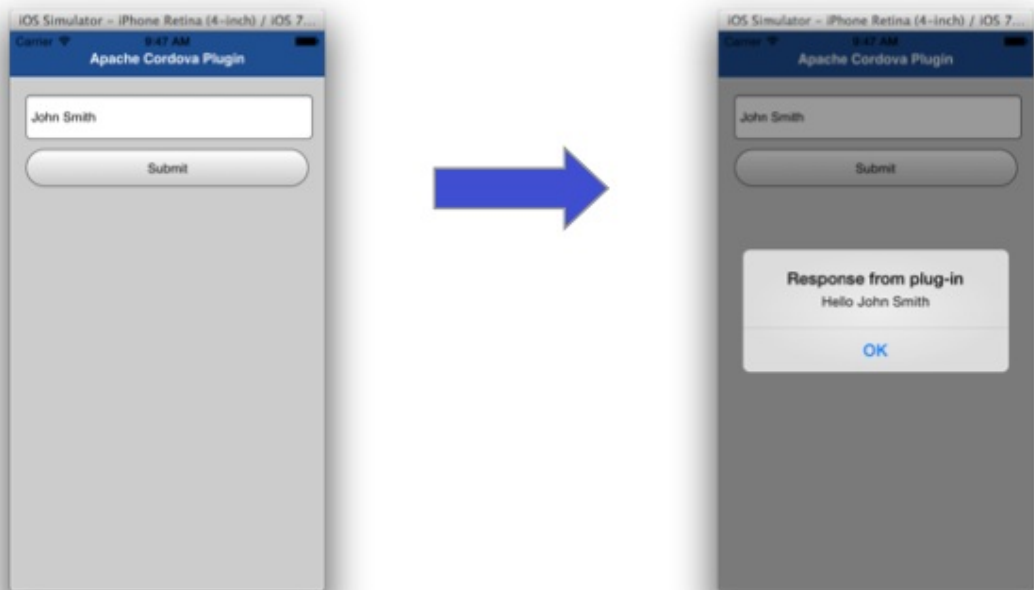 iOS Simulator – iPhone Retina (4-inch) / iOS 7...
Carrier 9:47 AM
Apache Cordova Plugin
John Smith
Submit
iOS Simulator – iPhone Retina (4-inch) / iOS 7...
Carrier 9:47 AM
Apache Cordova Plugin
John Smith
Submit
Response from plug-in
Hello John Smith
OK